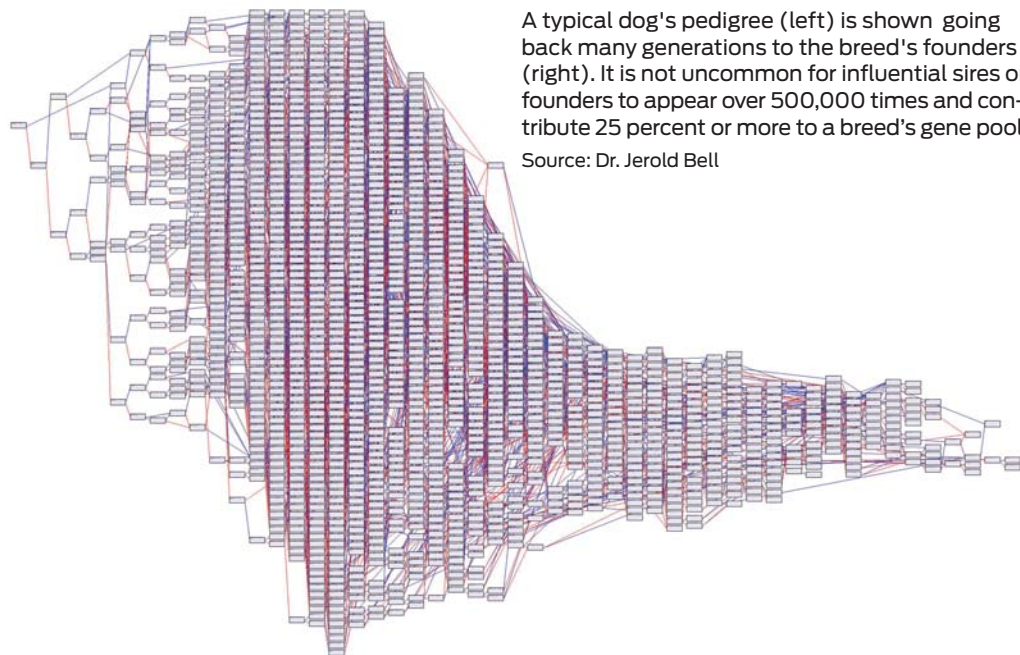 A typical dog's pedigree (left) is shown going
back many generations to the breed's founders
(right). It is not uncommon for influential sires o
founders to appear over 500,000 times and con-
tribute 25 percent or more to a breed's gene pool
Source: Dr. Jerold Bell